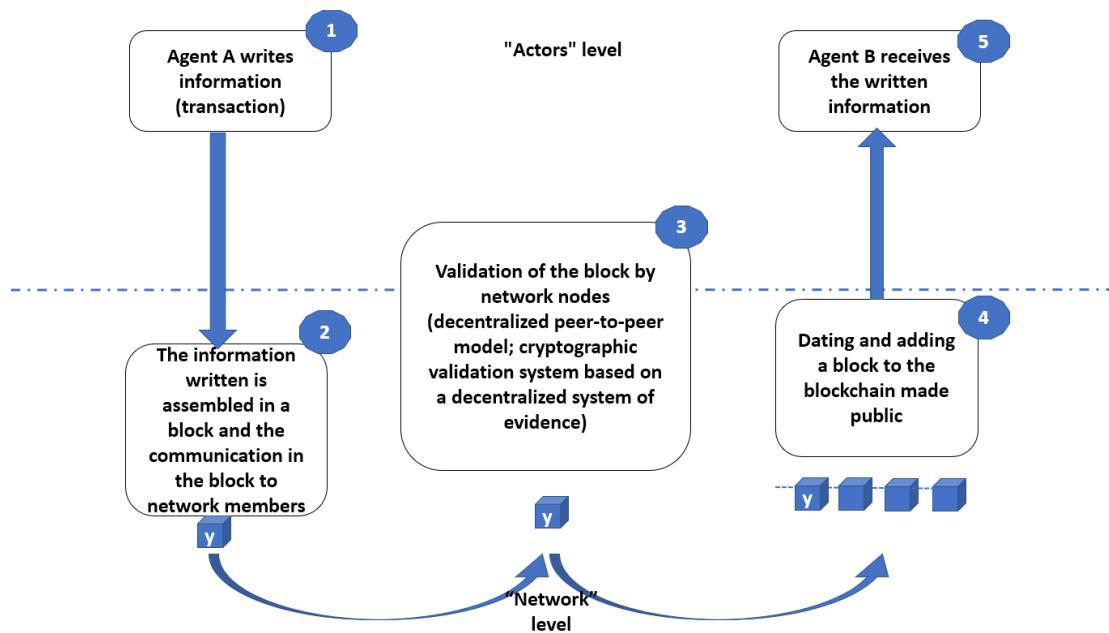 1
Agent A writes
information
(transaction)
"Actors" level
5
Agent B receives
the written
information
3
Validation of the block by
network nodes
(decentralized peer-to-peer
model; cryptographic
validation system based on
a decentralized system of
evidence)
2
The information
written is
assembled in a
block and the
communication in
the block to
network members
y
4
Dating and adding
a block to the
blockchain made
public
y
y
“Network”
level